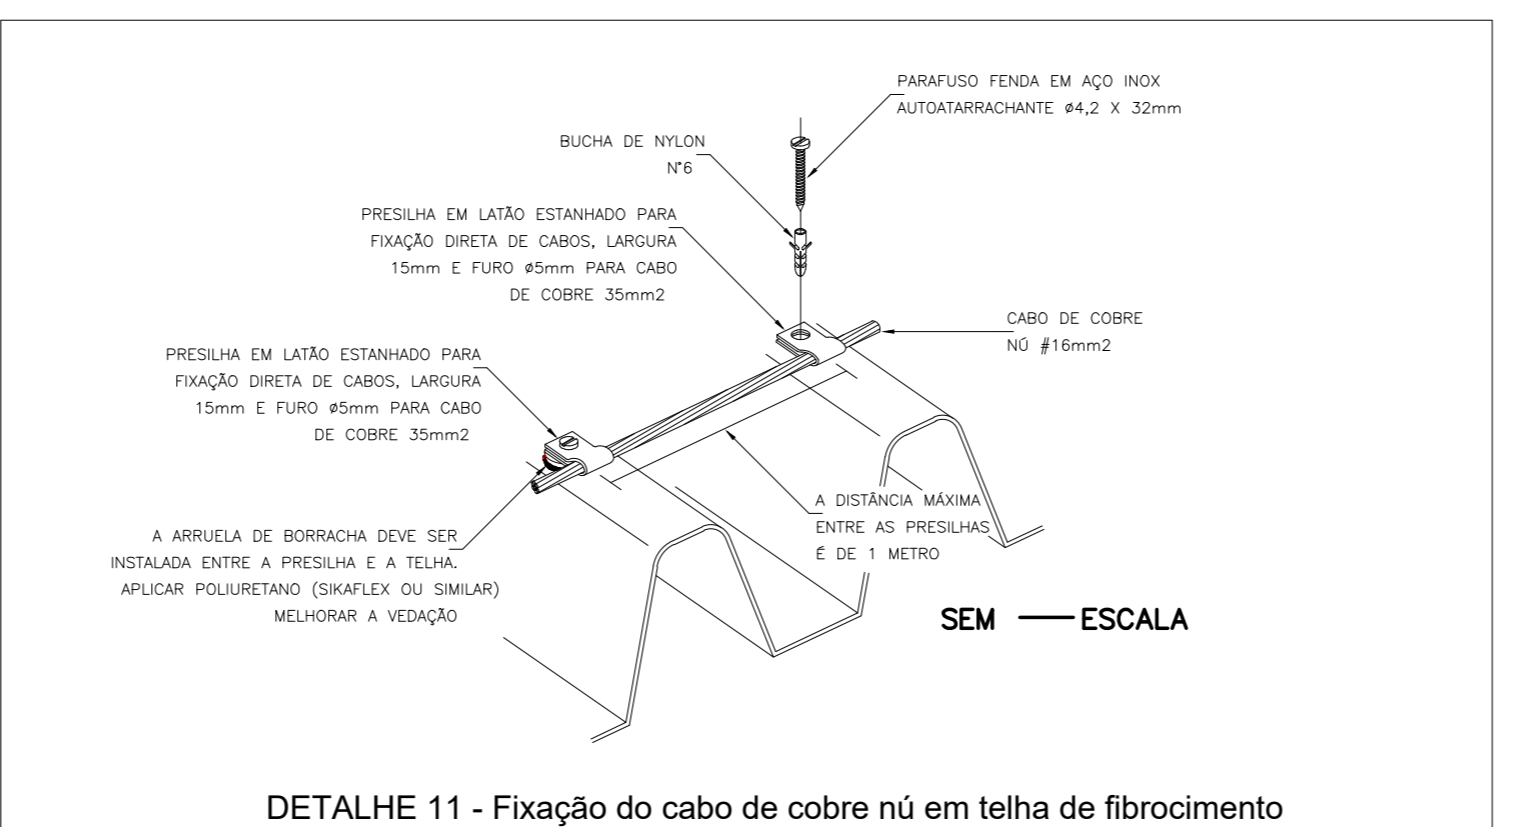 PARAFUSO FENDA EM AÇO INOX
AUTOATARRACHANTE ø4,2 X 32mm
BUCHA DE NYLON
N°6
PRESILHA EM LATÃO ESTANHADO PARA
FIXAÇÃO DIRETA DE CABOS, LARGURA
15mm E FURO ø5mm PARA CABO
DE COBRE 35mm2
CABO DE COBRE
NÚ #16mm2
PRESILHA EM LATÃO ESTANHADO PARA
FIXAÇÃO DIRETA DE CABOS, LARGURA
15mm E FURO ø5mm PARA CABO
DE COBRE 35mm2
A DISTÂNCIA MÁXIMA
ENTRE AS PRESILHAS
É DE 1 METRO
A ARRUELA DE BORRACHA DEVE SER
INSTALADA ENTRE A PRESILHA E A TELHA.
APLICAR POLIURETANO (SIKAFLEX OU SIMILAR)
MELHORAR A VEDAÇÃO
SEM — ESCALA
DETALHE 11 - Fixação do cabo de cobre nú em telha de fibrocimento